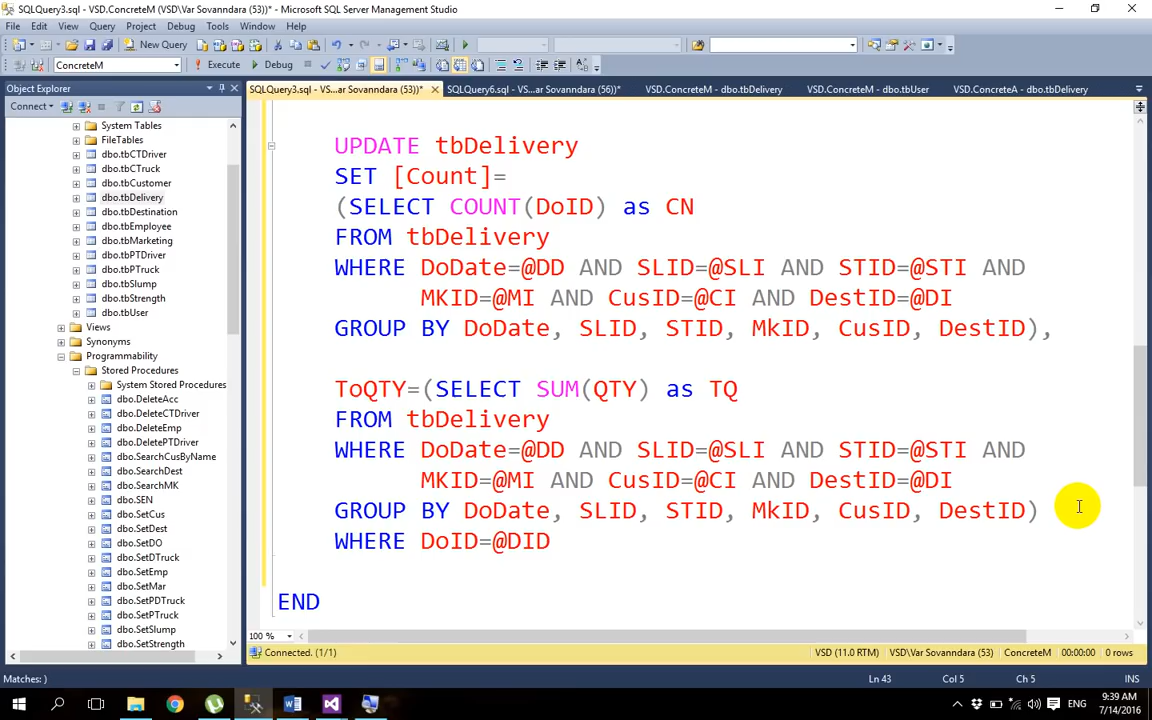 SQLQuery3.sql - VSD.ConcreteM (VSD\Var Sovanndara (53))* - Microsoft SQL Server Management Studio
File Edit View Query Project Debug Tools Window Help
New Query
ConcreteM Execute Debug
Object Explorer
Connect
SQLQuery3.sql - VS...ar Sovanndara (53))* SQLQuery6.sql - VS...ar Sovanndara (56))* VSD.ConcreteM - dbo.tbDelivery VSD.ConcreteM - dbo.tbUser VSD.ConcreteA - dbo.tbDelivery
System Tables
FileTables
dbo.tbCTDriver
dbo.tbCTruck
dbo.tbCustomer
dbo.tbDelivery
dbo.tbDestination
dbo.tbEmployee
dbo.tbMarketing
dbo.tbPTDriver
dbo.tbPTruck
dbo.tbSlump
dbo.tbStrength
dbo.tbUser
Views
Synonyms
Programmability
Stored Procedures
System Stored Procedures
dbo.DeleteAcc
dbo.DeleteCTDriver
dbo.DeleteEmp
dbo.DeletePTDriver
dbo.SearchCusByName
dbo.SearchDest
dbo.SearchMK
dbo.SEN
dbo.SetCus
dbo.SetDest
dbo.SetDO
dbo.SetDTruck
dbo.SetEmp
dbo.SetMar
dbo.SetPDTruck
dbo.SetPTruck
dbo.SetSlump
dbo.SetStrength
UPDATE tbDelivery
SET [Count]=
(SELECT COUNT(DoID) as CN
FROM tbDelivery
WHERE DoDate=@DD AND SLID=@SLI AND STID=@STI AND
MKID=@MI AND CusID=@CI AND DestID=@DI
GROUP BY DoDate, SLID, STID, MkID, CusID, DestID),
ToQTY=(SELECT SUM(QTY) as TQ
FROM tbDelivery
WHERE DoDate=@DD AND SLID=@SLI AND STID=@STI AND
MKID=@MI AND CusID=@CI AND DestID=@DI
GROUP BY DoDate, SLID, STID, MkID, CusID, DestID)
WHERE DoID=@DID
END
100 %
Connected. (1/1) VSD (11.0 RTM) VSD\Var Sovanndara (53) ConcreteM 00:00:00 0 rows
Matches: ) Ln 43 Col 5 Ch 5 INS
ENG 9:39 AM
7/14/2016